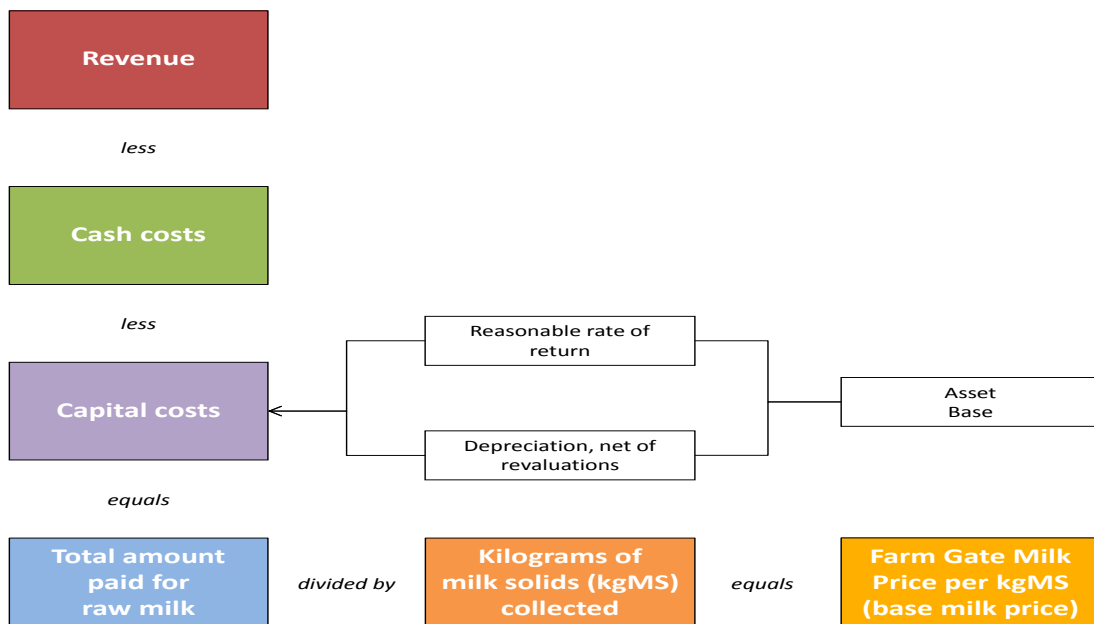 Revenue
less
Cash costs
less
Reasonable rate of
return
Capital costs
Asset
Base
Depreciation, net of
revaluations
equals
Total amount
paid for
raw milk
divided by
Kilograms of
milk solids (kgMS)
collected
equals
Farm Gate Milk
Price per kgMS
(base milk price)